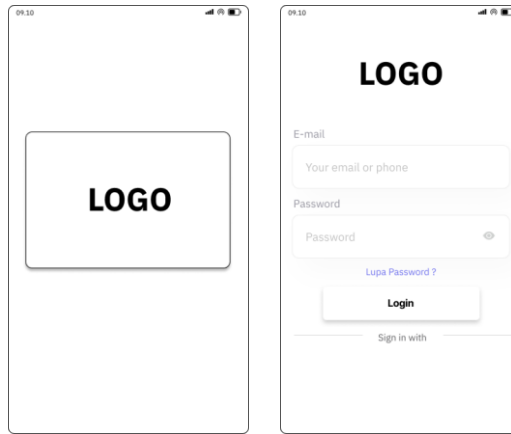 09.10
LOGO
09.10
LOGO
E-mail
Your email or phone
Password
Password
Lupa Password ?
Login
Sign in with